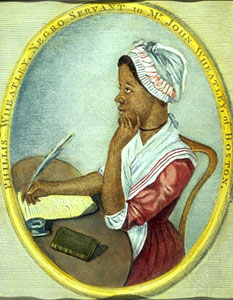 PHILLIS WHEATLEY, NEGRO SERVANT to Mr. JOHN WHEATLEY, of BOSTON.